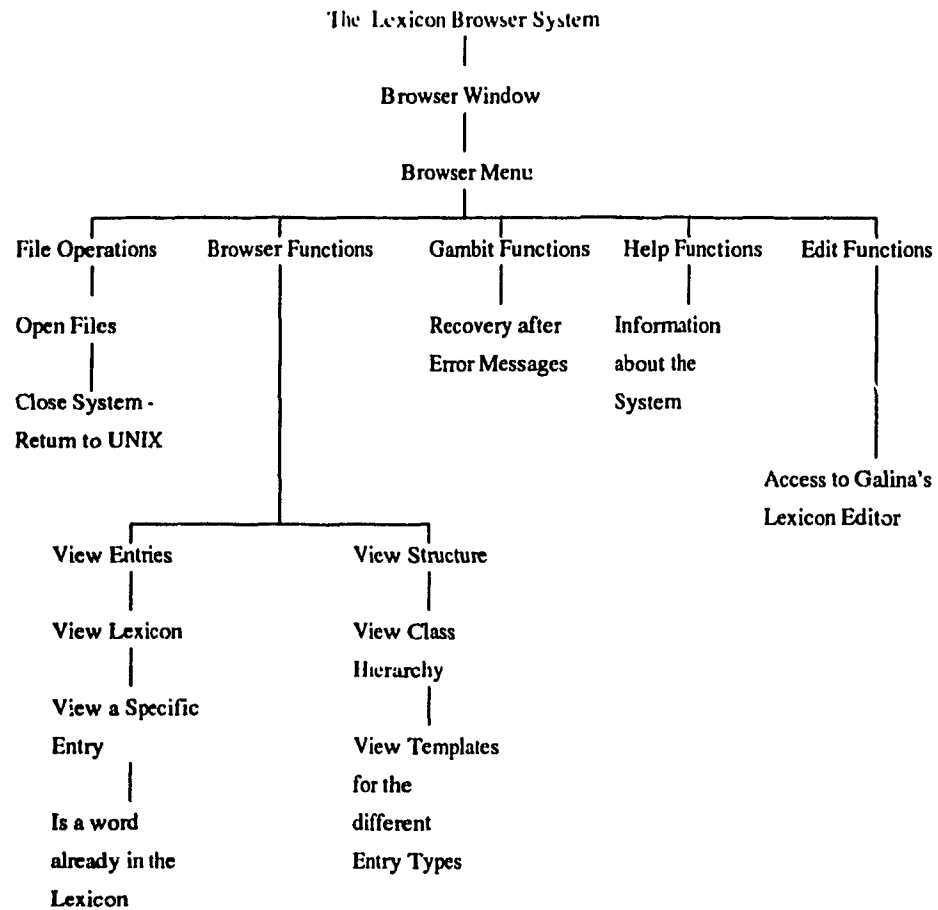 The Lexicon Browser System
Browser Window
Browser Menu
File Operations
Browser Functions
Gambit Functions
Help Functions
Edit Functions
Open Files
Close System -
Return to UNIX
Recovery after
Error Messages
Information
about the
System
Access to Galina's
Lexicon Editor
View Entries
View Lexicon
View a Specific
Entry
Is a word
already in the
Lexicon
View Structure
View Class
Hierarchy
View Templates
for the
different
Entry Types